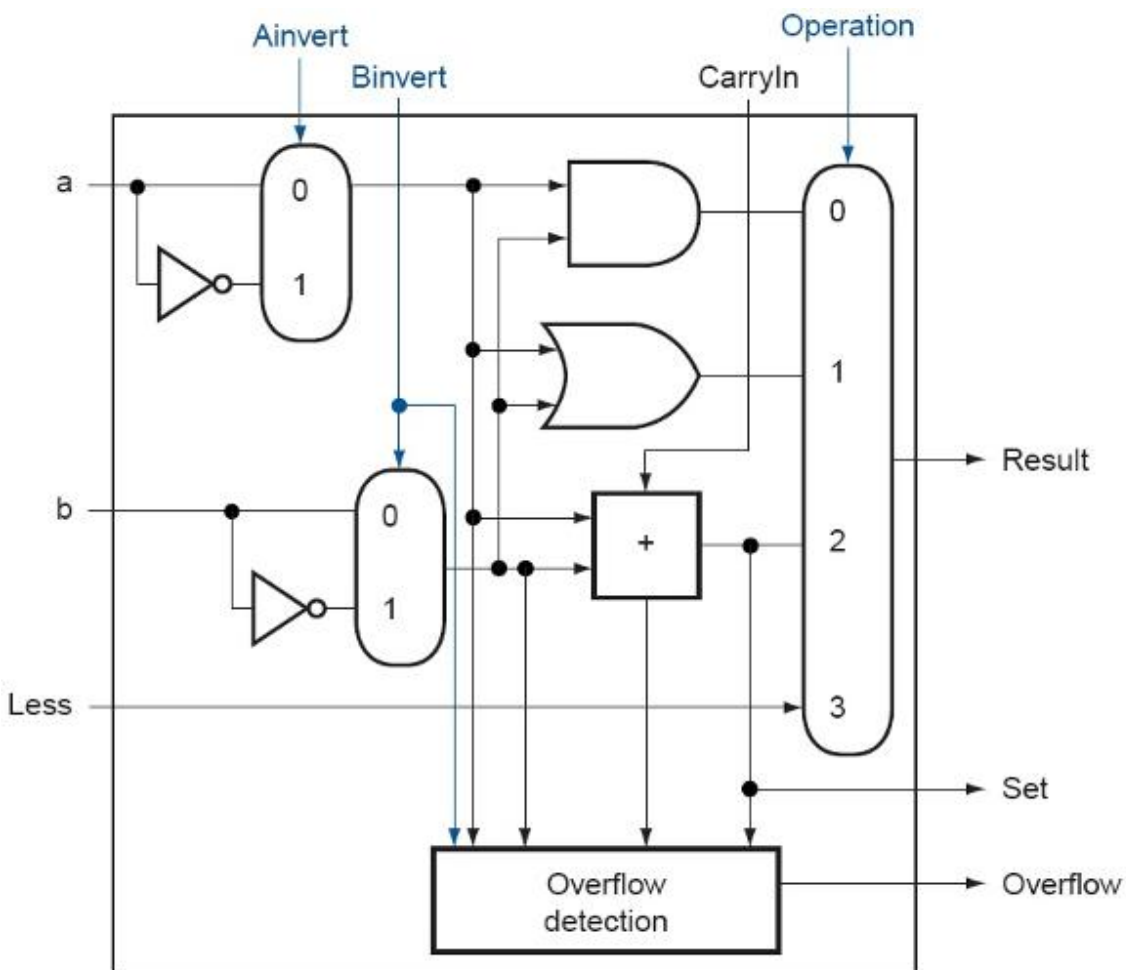 Operation
Ainvert
Binvert
CarryIn
a
0
1
0
1
b
0
1
+
2
Result
Less
3
Set
Overflow
detection
Overflow